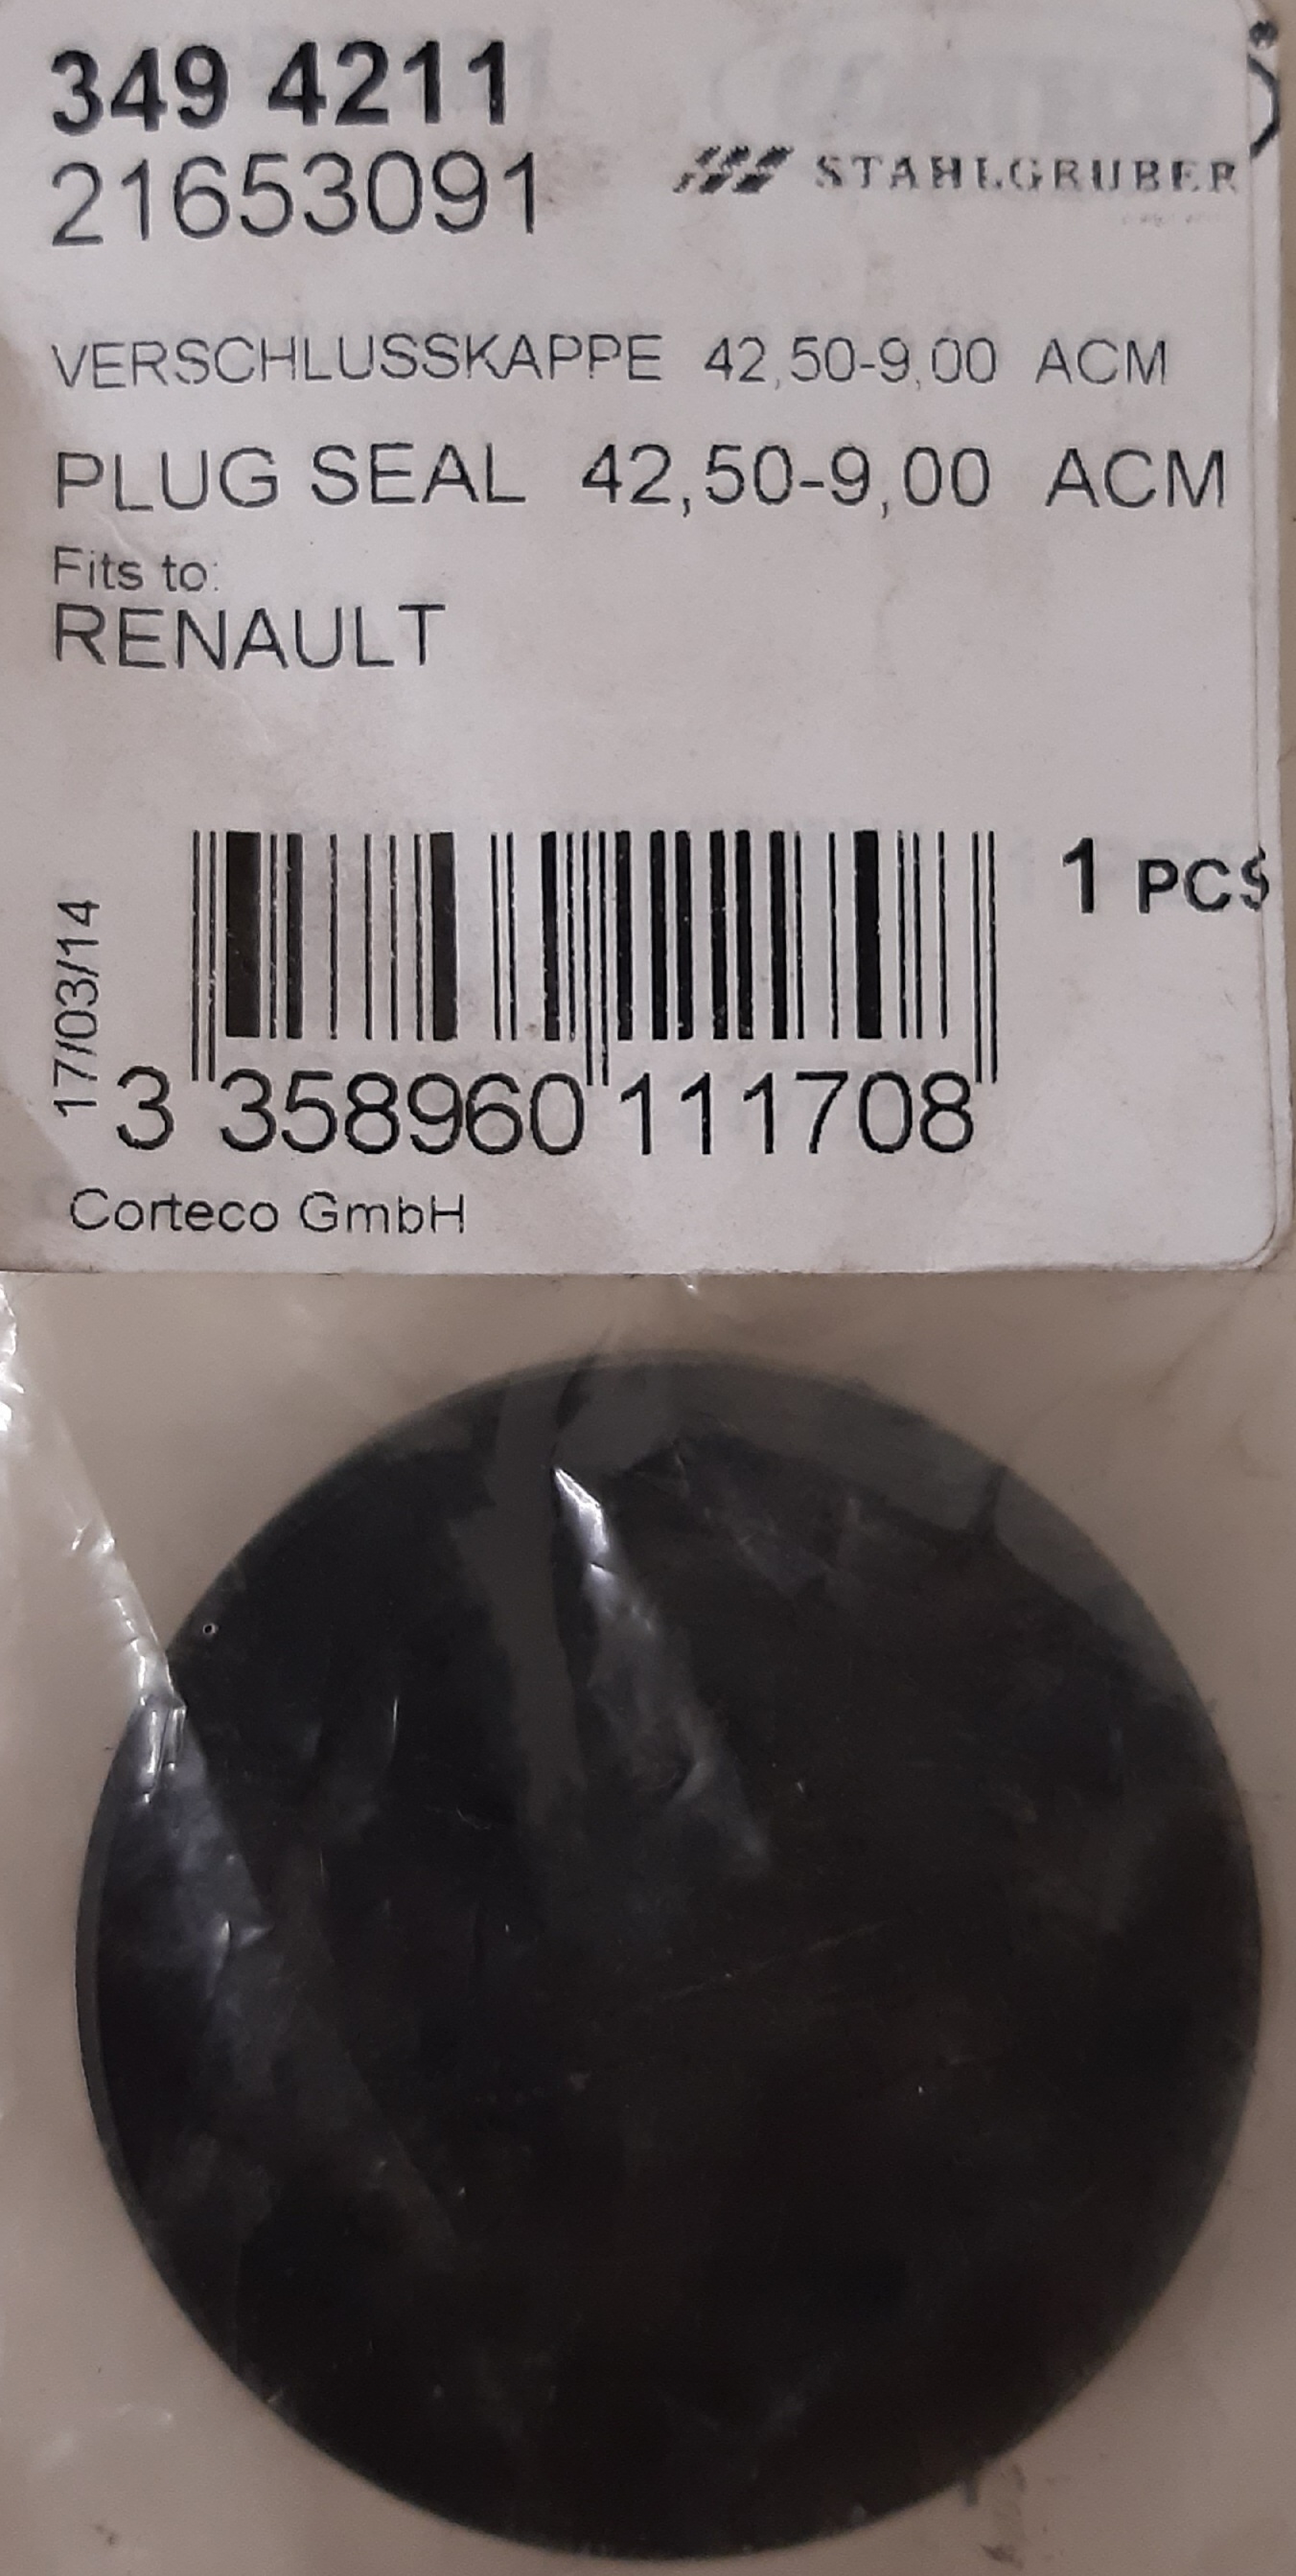 349 4211
21653091
STAHLGRUBER
VERSCHLUSSKAPPE 42,50-9,00 ACM
PLUG SEAL 42,50-9,00 ACM
Fits to:
RENAULT
1 PCS
17/03/14
3 358960 111708
Corteco GmbH